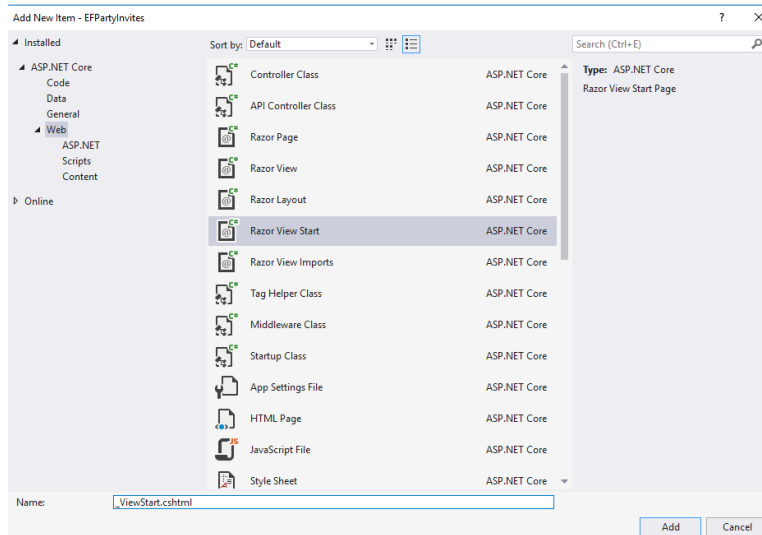 Add New Item - EFPartyInvites
? X
Installed
Sort by: Default
Search (Ctrl+E)
ASP.NET Core
Code
Data
General
Web
ASP.NET
Scripts
Content
Online
Controller Class ASP.NET Core
API Controller Class ASP.NET Core
Razor Page ASP.NET Core
Razor View ASP.NET Core
Razor Layout ASP.NET Core
Razor View Start ASP.NET Core
Razor View Imports ASP.NET Core
Tag Helper Class ASP.NET Core
Middleware Class ASP.NET Core
Startup Class ASP.NET Core
App Settings File ASP.NET Core
HTML Page ASP.NET Core
JavaScript File ASP.NET Core
Style Sheet ASP.NET Core
Type: ASP.NET Core
Razor View Start Page
Name: _ViewStart.cshtml
Add Cancel